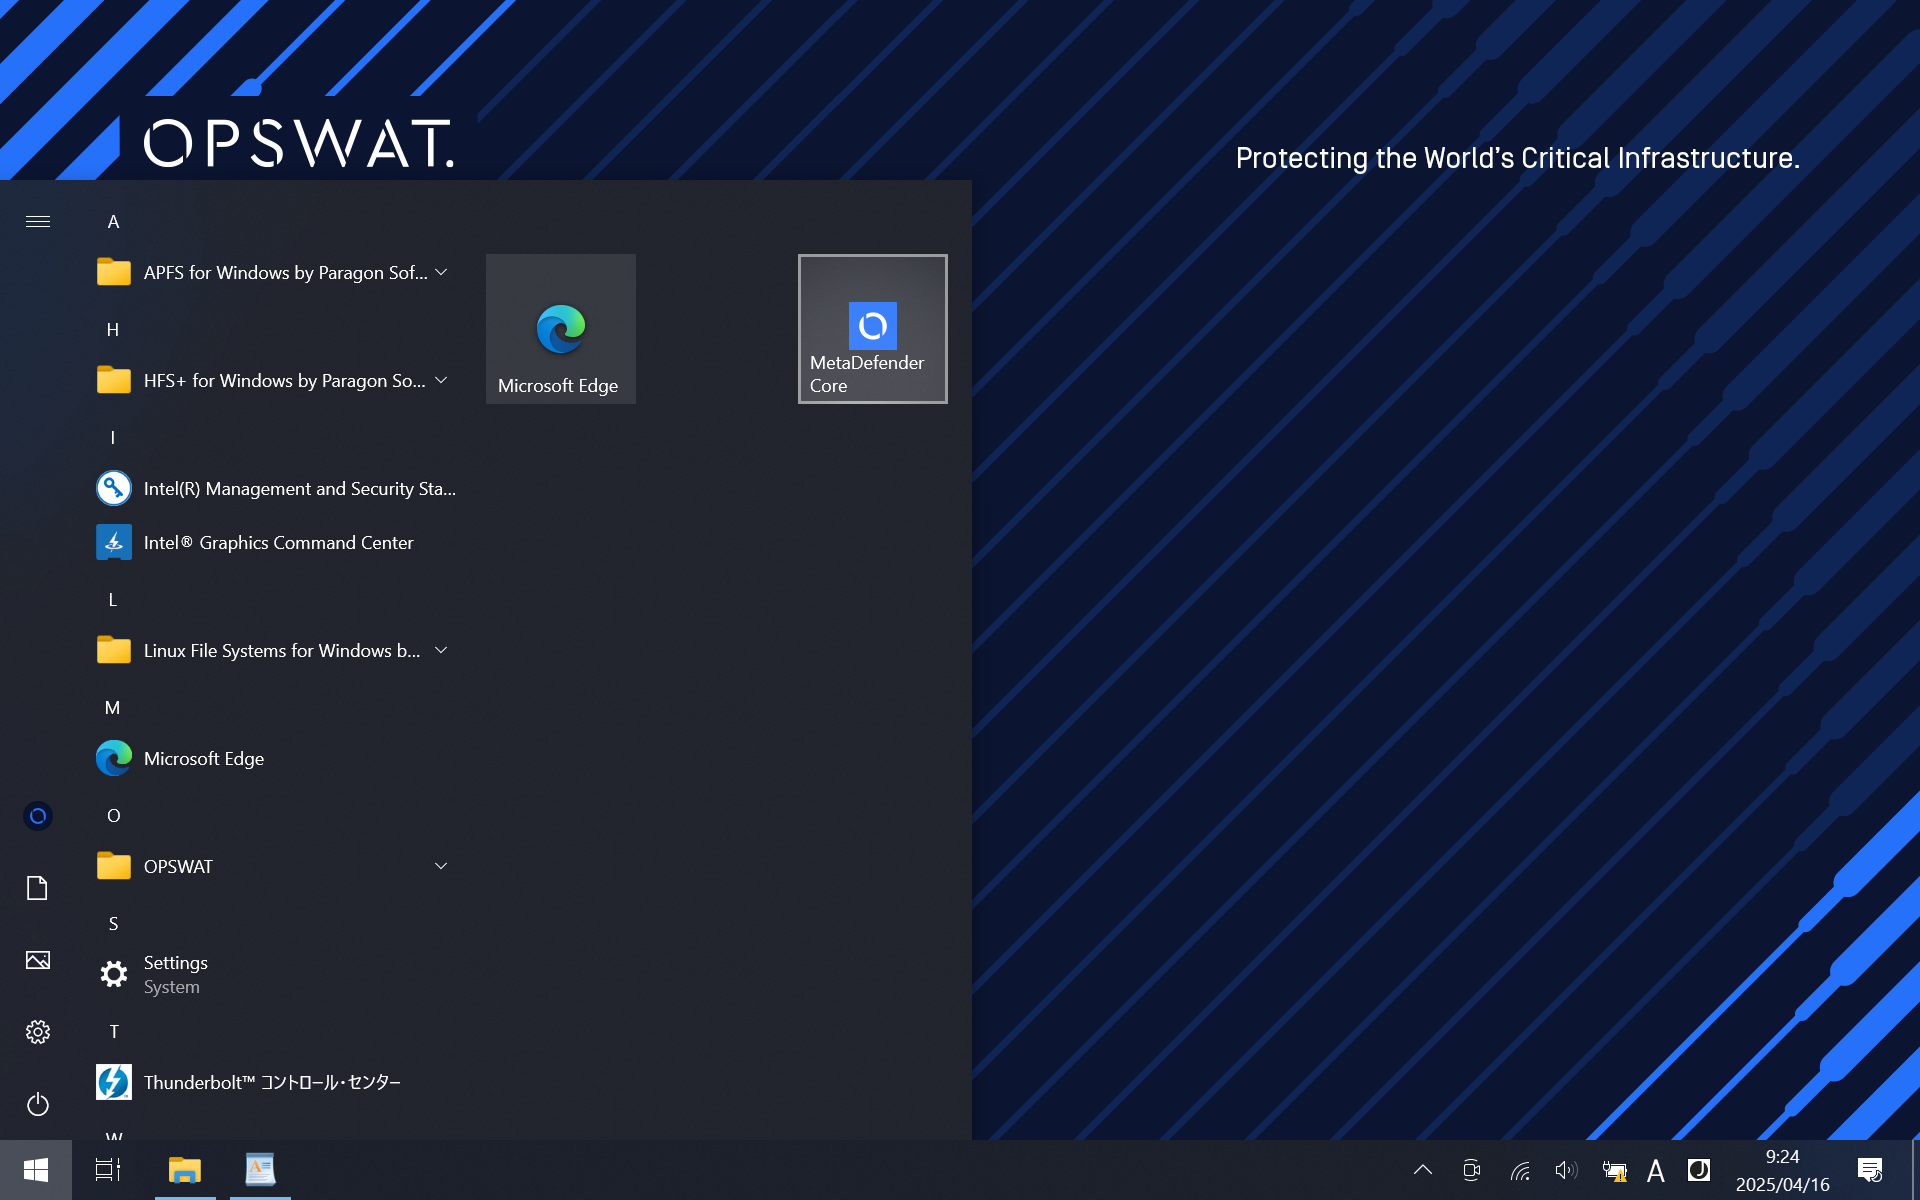 OPSWAT.
Protecting the World's Critical Infrastructure.
A
APFS for Windows by Paragon Sof...
H
HFS+ for Windows by Paragon So...
I
Intel(R) Management and Security Sta...
Intel® Graphics Command Center
L
Linux File Systems for Windows b...
M
Microsoft Edge
O
OPSWAT
S
Settings
System
T
Thunderbolt™ コントロール・センター
W
Microsoft Edge
MetaDefender
Core
A
J
9:24
2025/04/16